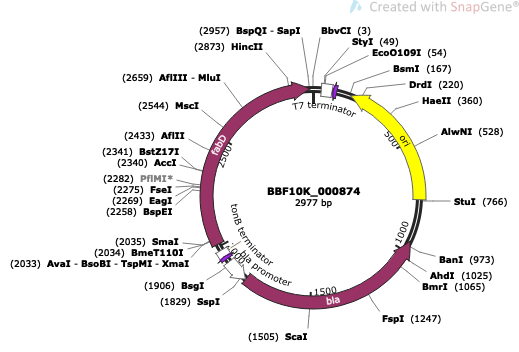 Created with SnapGene®
(2957) BspQI - SapI
BbvCI (3)
(2873) HincII
StyI (49)
EcoO109I (54)
BsmI (167)
(2659) AflIII - MluI
DrdI (220)
HaeII (360)
(2544) MscI
T7 terminator
AlwNI (528)
(2433) AflII
fabD
2500
500
ori
(2341) BstZ17I
(2340) AccI
(2282) PflMI*
(2275) FseI
(2269) EagI
(2258) BspEI
BBF10K_000874
2977 bp
StuI (766)
tonB terminator
1000
(2035) SmaI
(2034) BmeT110I
(2033) AvaI - BsoBI - TspMI - XmaI
2000
bla promoter
BanI (973)
AhdI (1025)
BmrI (1065)
(1906) BsgI
(1829) SspI
1500
bla
FspI (1247)
(1505) ScaI